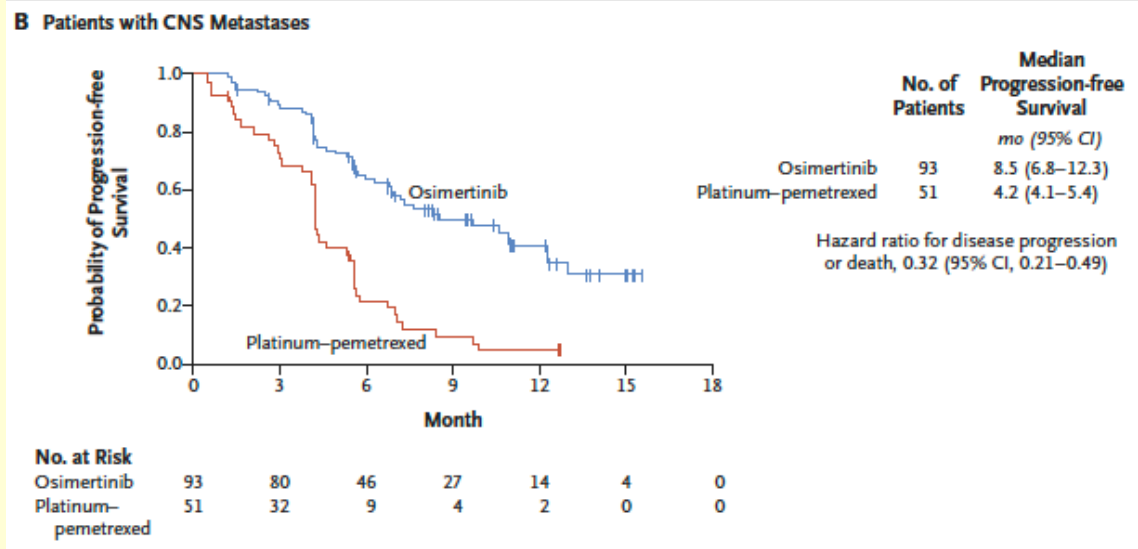 B Patients with CNS Metastases
Probability of Progression-free
Survival
1.0
0.8
0.6
0.4
0.2
0.0
Osimertinib
Platinum–pemetrexed
0 3 6 9 12 15 18
Month
Median
No. of Progression-free
Patients Survival
mo (95% CI)
Osimertinib 93 8.5 (6.8–12.3)
Platinum–pemetrexed 51 4.2 (4.1–5.4)
Hazard ratio for disease progression
or death, 0.32 (95% CI, 0.21–0.49)
No. at Risk
Osimertinib 93 80 46 27 14 4 0
Platinum– 51 32 9 4 2 0 0
pemetrexed